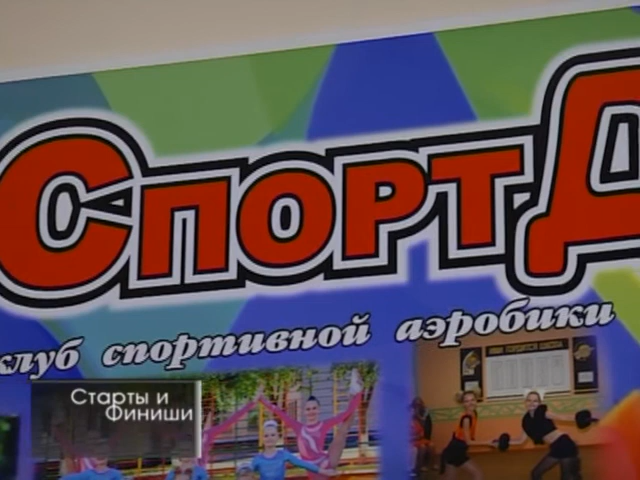 СпортД
клуб спортивной аэробики
Старты и
Финиши